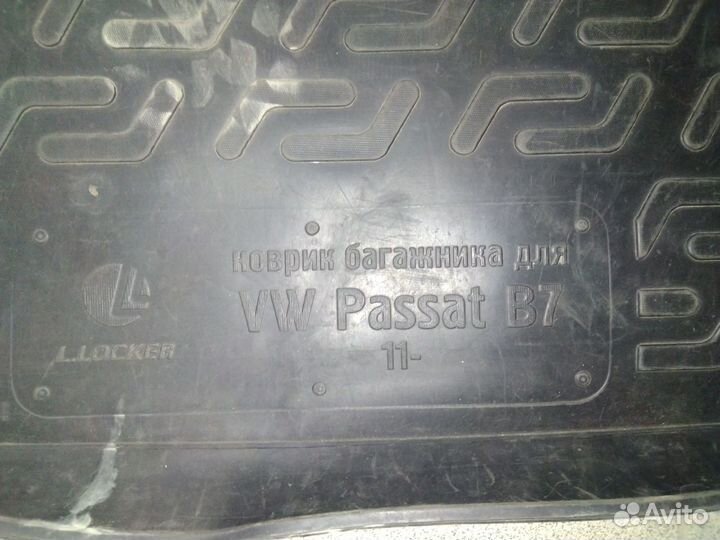 коврик багажника для
VW Passat B7
11-
L.LOCKER
Avito